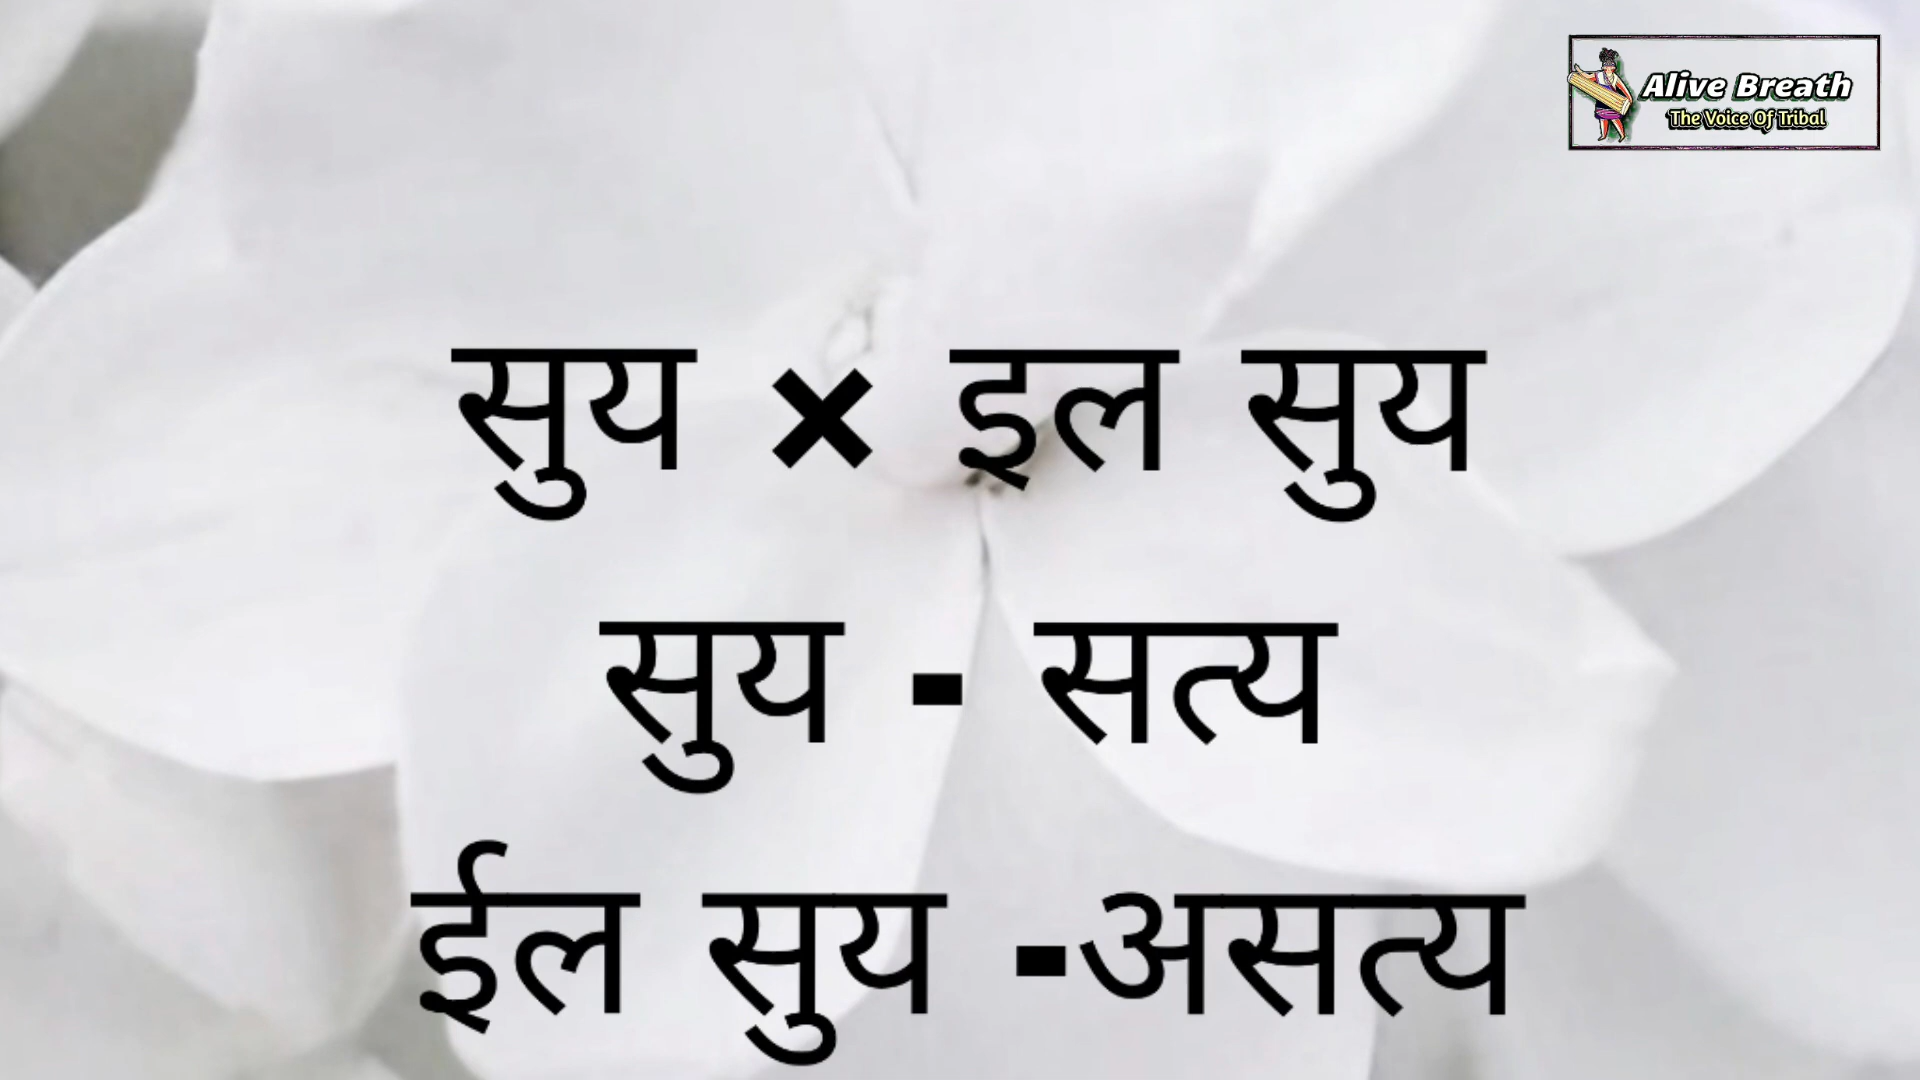 Alive Breath
The Voice Of Tribal
सुय × इल सुय
सुय - सत्य
ईल सुय -असत्य